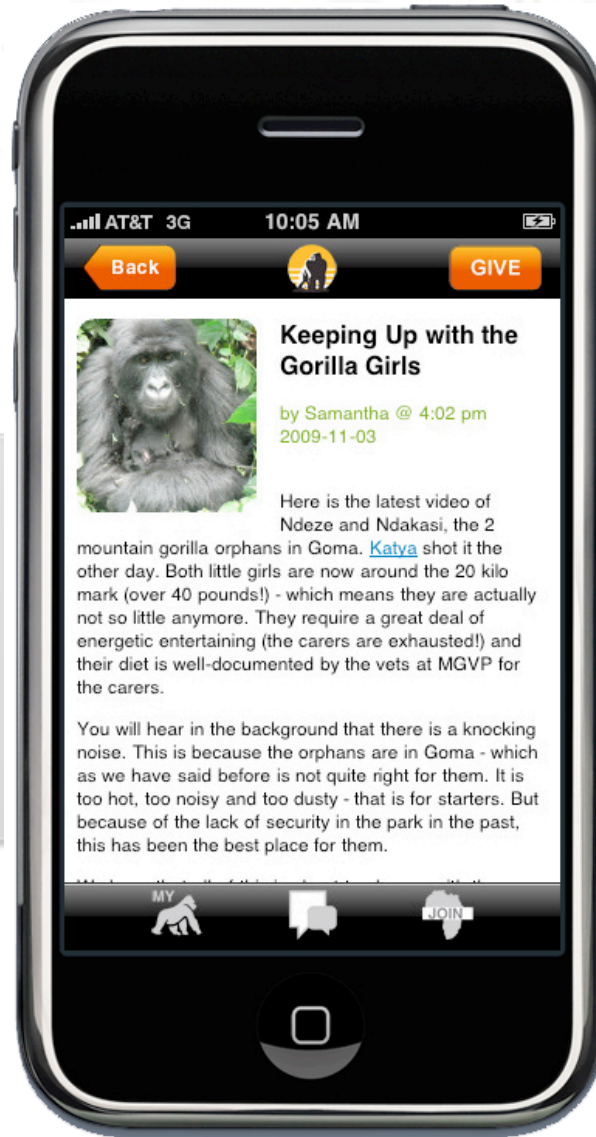 AT&T 3G 10:05 AM
Back GIVE
Keeping Up with the
Gorilla Girls
by Samantha @ 4:02 pm
2009-11-03
Here is the latest video of
Ndeze and Ndakasi, the 2
mountain gorilla orphans in Goma. Katya shot it the
other day. Both little girls are now around the 20 kilo
mark (over 40 pounds!) - which means they are actually
not so little anymore. They require a great deal of
energetic entertaining (the carers are exhausted!) and
their diet is well-documented by the vets at MGVP for
the carers.
You will hear in the background that there is a knocking
noise. This is because the orphans are in Goma - which
as we have said before is not quite right for them. It is
too hot, too noisy and too dusty - that is for starters. But
because of the lack of security in the park in the past,
this has been the best place for them.
MY JOIN